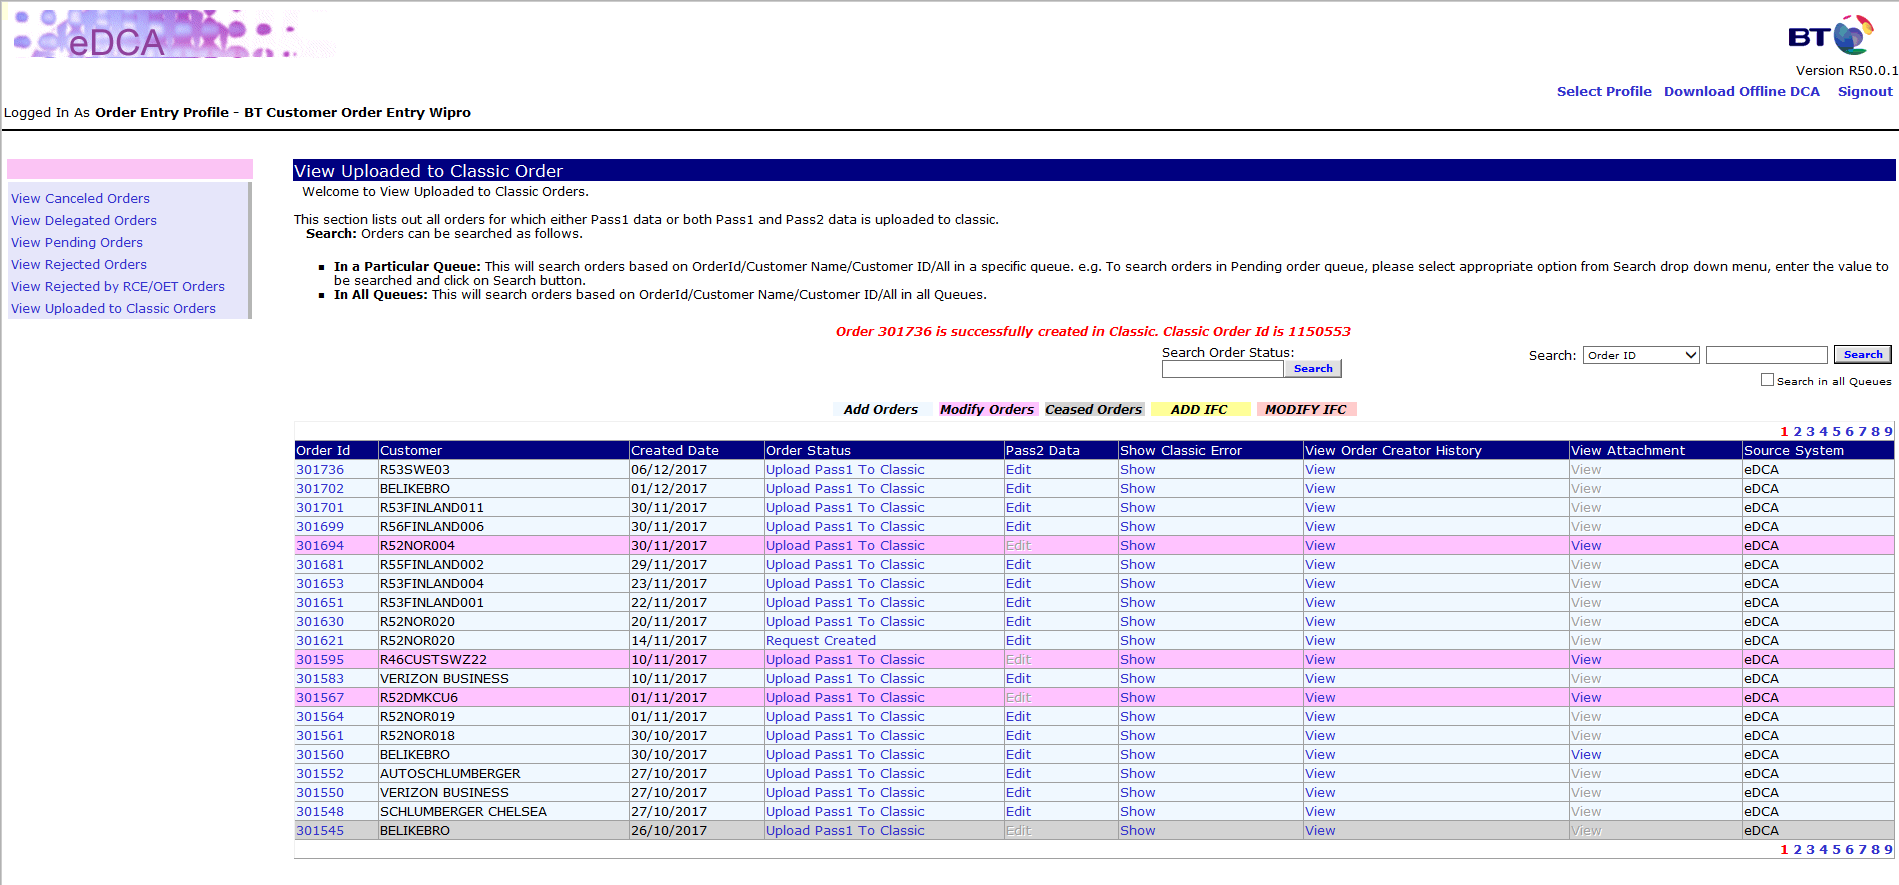 eDCA
BT
Version R50.0.1
Select Profile Download Offline DCA Signout
Logged In As Order Entry Profile - BT Customer Order Entry Wipro
View Canceled Orders
View Delegated Orders
View Pending Orders
View Rejected Orders
View Rejected by RCE/OET Orders
View Uploaded to Classic Orders
View Uploaded to Classic Order
Welcome to View Uploaded to Classic Orders.
This section lists out all orders for which either Pass1 data or both Pass1 and Pass2 data is uploaded to classic.
Search: Orders can be searched as follows.
▪ In a Particular Queue: This will search orders based on OrderId/Customer Name/Customer ID/All in a specific queue. e.g. To search orders in Pending order queue, please select appropriate option from Search drop down menu, enter the value to
be searched and click on Search button.
▪ In All Queues: This will search orders based on OrderId/Customer Name/Customer ID/All in all Queues.
Order 301736 is successfully created in Classic. Classic Order Id is 1150553
Search Order Status:
Search
Search: Order ID Search
Search in all Queues
Add Orders Modify Orders Ceased Orders ADD IFC MODIFY IFC
1 2 3 4 5 6 7 8 9
Order Id Customer Created Date Order Status Pass2 Data Show Classic Error View Order Creator History View Attachment Source System
301736 R53SWE03 06/12/2017 Upload Pass1 To Classic Edit Show View View eDCA
301702 BELIKEBRO 01/12/2017 Upload Pass1 To Classic Edit Show View View eDCA
301701 R53FINLAND011 30/11/2017 Upload Pass1 To Classic Edit Show View View eDCA
301699 R56FINLAND006 30/11/2017 Upload Pass1 To Classic Edit Show View View eDCA
301694 R52NOR004 30/11/2017 Upload Pass1 To Classic Edit Show View View eDCA
301681 R55FINLAND002 29/11/2017 Upload Pass1 To Classic Edit Show View View eDCA
301653 R53FINLAND004 23/11/2017 Upload Pass1 To Classic Edit Show View View eDCA
301651 R53FINLAND001 22/11/2017 Upload Pass1 To Classic Edit Show View View eDCA
301630 R52NOR020 20/11/2017 Upload Pass1 To Classic Edit Show View View eDCA
301621 R52NOR020 14/11/2017 Request Created Edit Show View View eDCA
301595 R46CUSTSWZ22 10/11/2017 Upload Pass1 To Classic Edit Show View View eDCA
301583 VERIZON BUSINESS 10/11/2017 Upload Pass1 To Classic Edit Show View View eDCA
301567 R52DMKCU6 01/11/2017 Upload Pass1 To Classic Edit Show View View eDCA
301564 R52NOR019 01/11/2017 Upload Pass1 To Classic Edit Show View View eDCA
301561 R52NOR018 30/10/2017 Upload Pass1 To Classic Edit Show View View eDCA
301560 BELIKEBRO 30/10/2017 Upload Pass1 To Classic Edit Show View View eDCA
301552 AUTOSCHLUMBERGER 27/10/2017 Upload Pass1 To Classic Edit Show View View eDCA
301550 VERIZON BUSINESS 27/10/2017 Upload Pass1 To Classic Edit Show View View eDCA
301548 SCHLUMBERGER CHELSEA 27/10/2017 Upload Pass1 To Classic Edit Show View View eDCA
301545 BELIKEBRO 26/10/2017 Upload Pass1 To Classic Edit Show View View eDCA
1 2 3 4 5 6 7 8 9